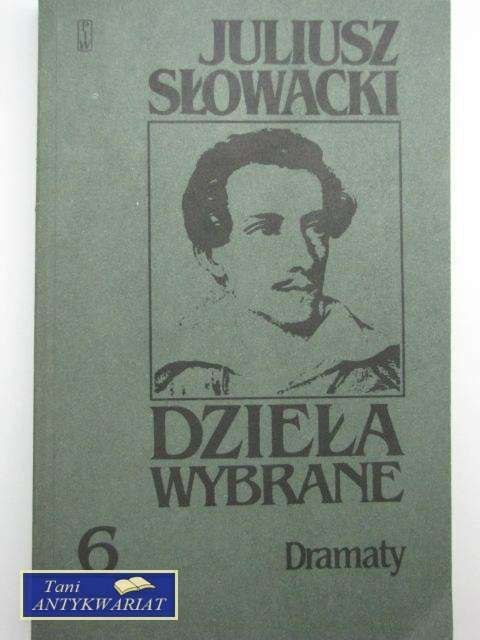 JULIUSZ
SŁOWACKI
DZIEŁA
WYBRANE
6
Dramaty
Tani
ANTYKWARIAT